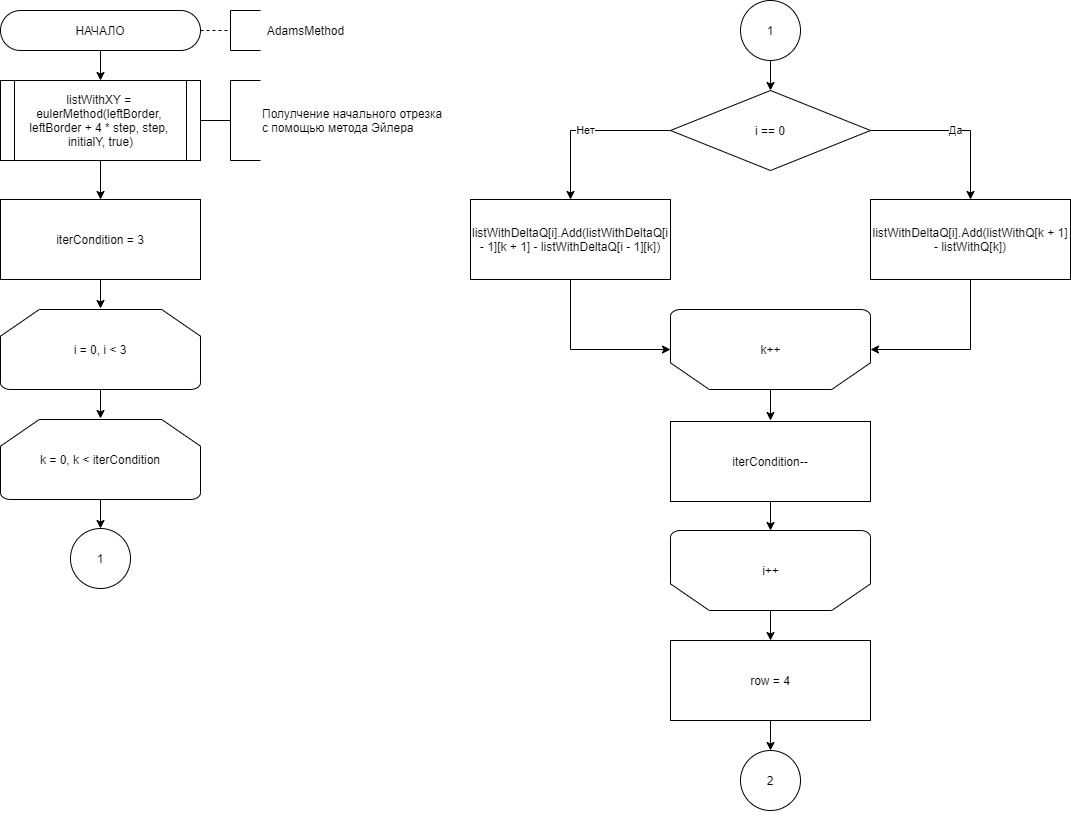 НАЧАЛО
AdamsMethod
listWithXY =
eulerMethod(leftBorder,
leftBorder + 4 * step, step,
initialY, true)
Популчение начального отрезка
с помощью метода Эйлера
iterCondition = 3
i = 0, i < 3
k = 0, k < iterCondition
1
1
i == 0
Нет
Да
listWithDeltaQ[i].Add(listWithDeltaQ[i
- 1][k + 1] - listWithDeltaQ[i - 1][k])
listWithDeltaQ[i].Add(listWithQ[k + 1]
- listWithQ[k])
k++
iterCondition--
i++
row = 4
2